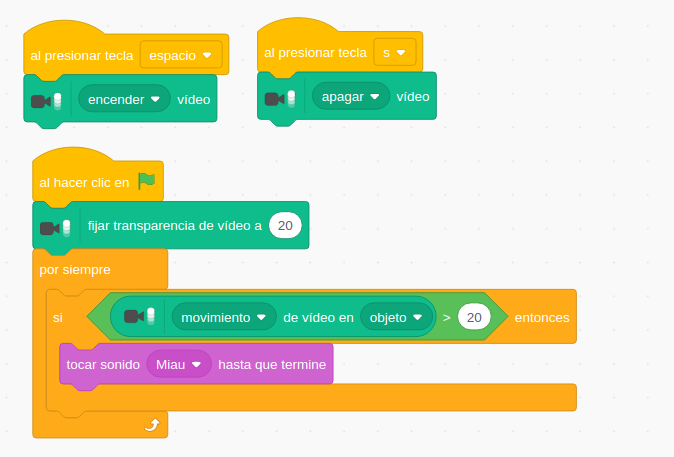 al presionar tecla espacio
encender vídeo
al presionar tecla s
apagar vídeo
al hacer clic en
fijar transparencia de vídeo a 20
por siempre
si movimiento de vídeo en objeto > 20 entonces
tocar sonido Miau hasta que termine